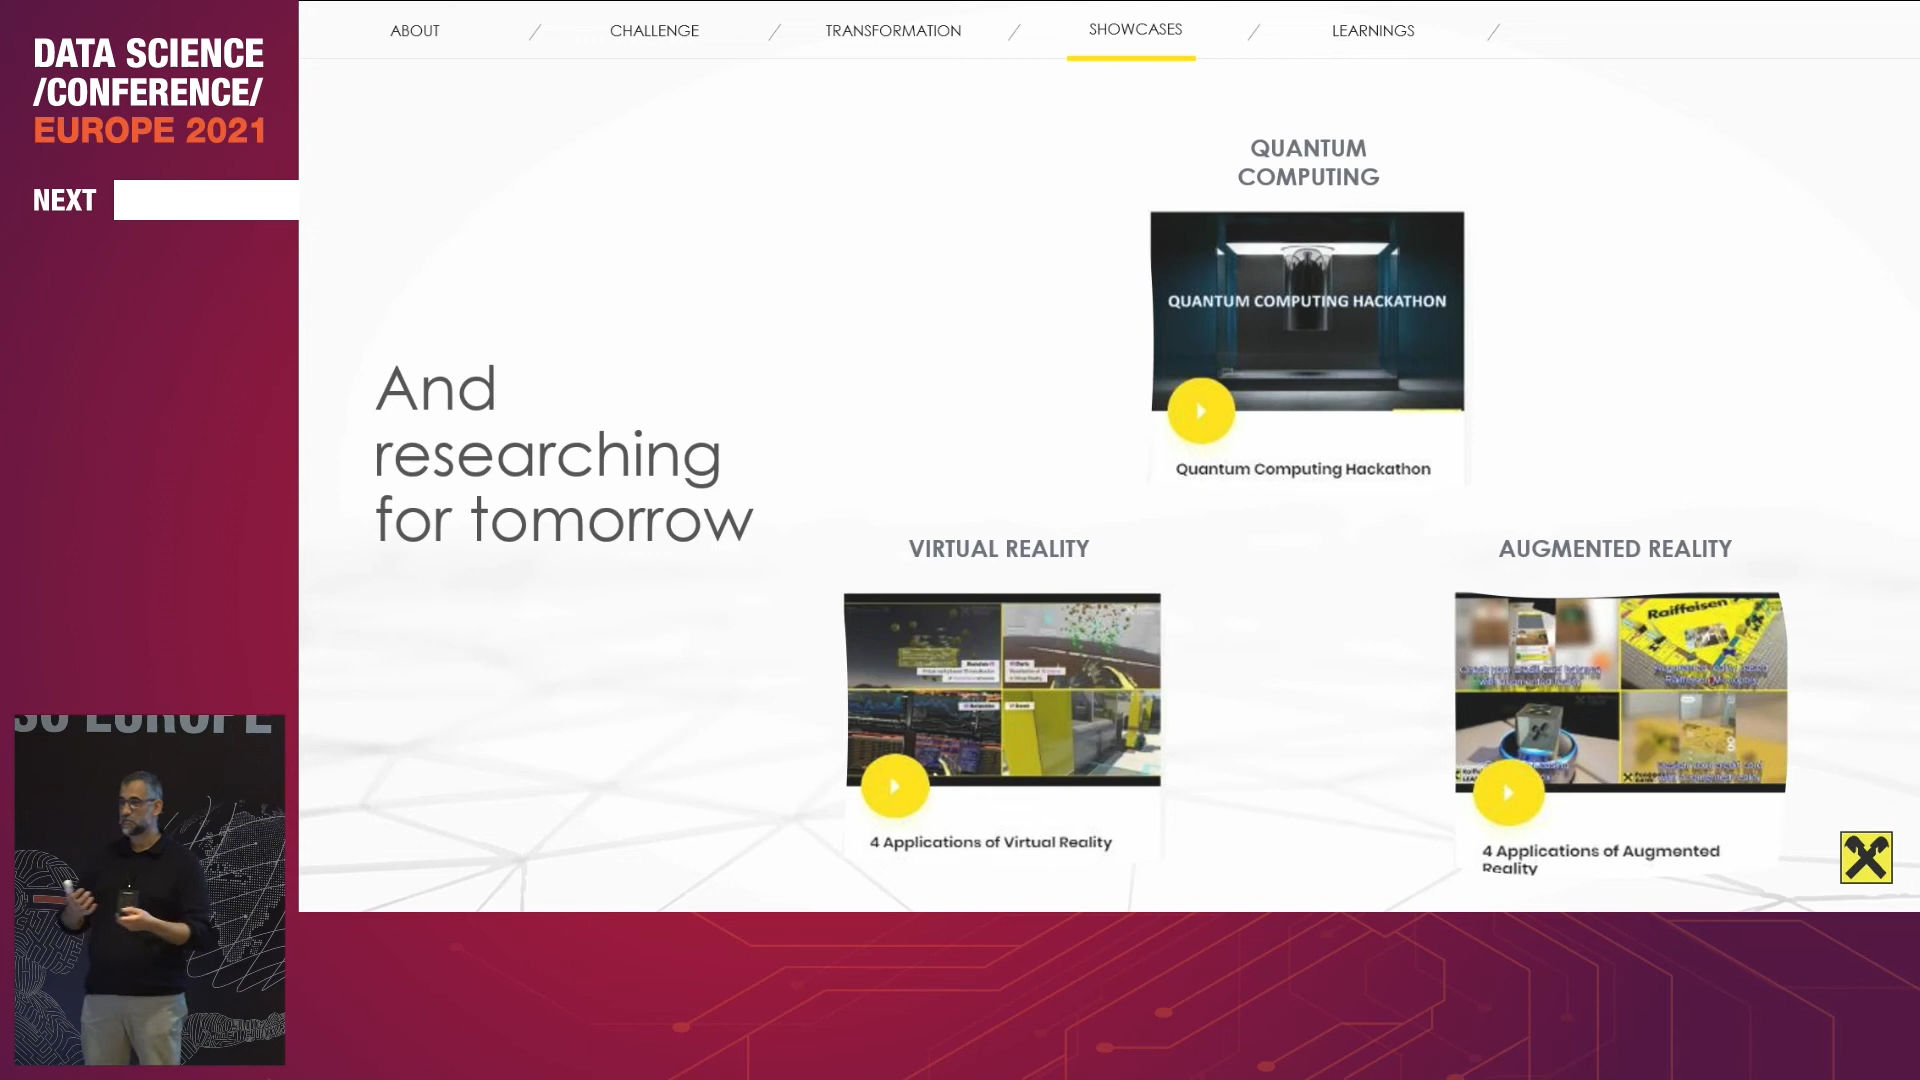 DATA SCIENCE
/CONFERENCE/
EUROPE 2021
NEXT
ABOUT / CHALLENGE / TRANSFORMATION / SHOWCASES / LEARNINGS /
And
researching
for tomorrow
QUANTUM
COMPUTING
QUANTUM COMPUTING HACKATHON
Quantum Computing Hackathon
VIRTUAL REALITY
4 Applications of Virtual Reality
AUGMENTED REALITY
Raiffeisen
4 Applications of Augmented
Reality
EUROPE